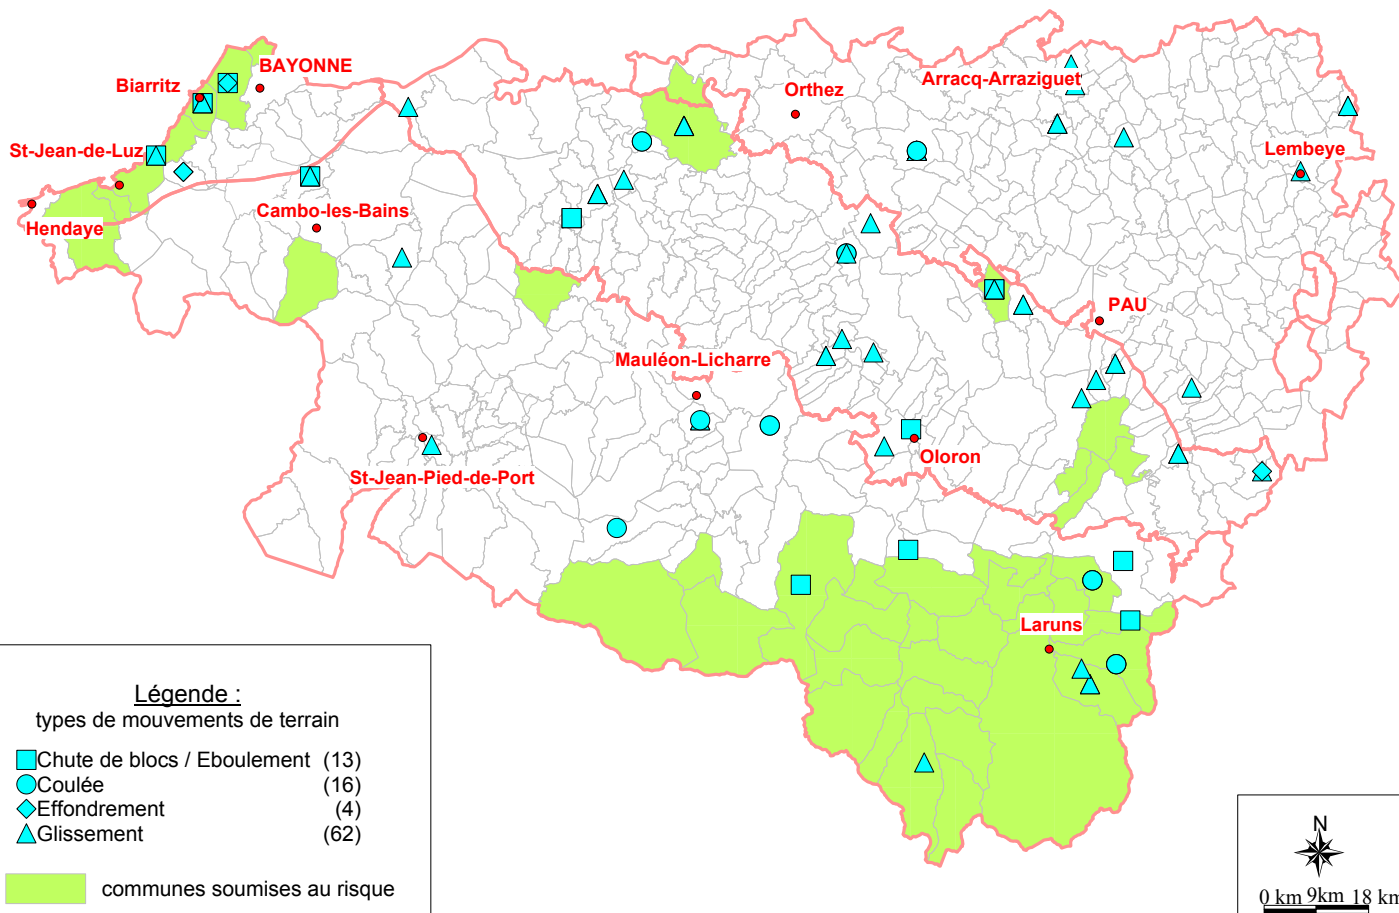 BAYONNE
Biarritz
Orthez
Arracq-Arraziguet
St-Jean-de-Luz
Lembeye
Cambo-les-Bains
Hendaye
PAU
Mauléon-Licharre
Oloron
St-Jean-Pied-de-Port
Laruns
Légende :
types de mouvements de terrain
Chute de blocs / Eboulement (13)
Coulée (16)
Effondrement (4)
Glissement (62)
communes soumises au risque
N
0 km 9km 18 km